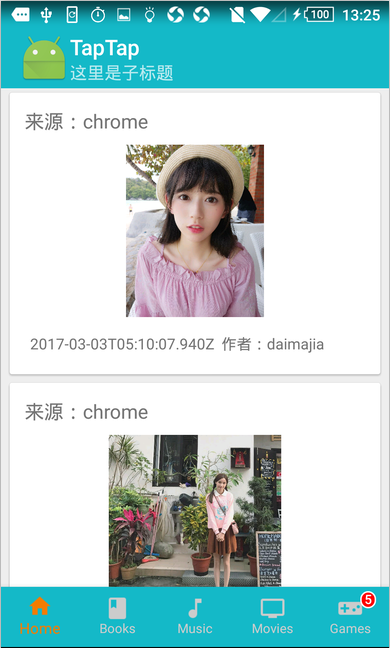 100 13:25
TapTap
这里是子标题
来源：chrome
2017-03-03T05:10:07.940Z 作者：daimajia
来源：chrome
Home
Books
Music
Movies
5
Games